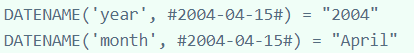 DATENAME('year', #2004-04-15#) = "2004"
DATENAME('month', #2004-04-15#) = "April"